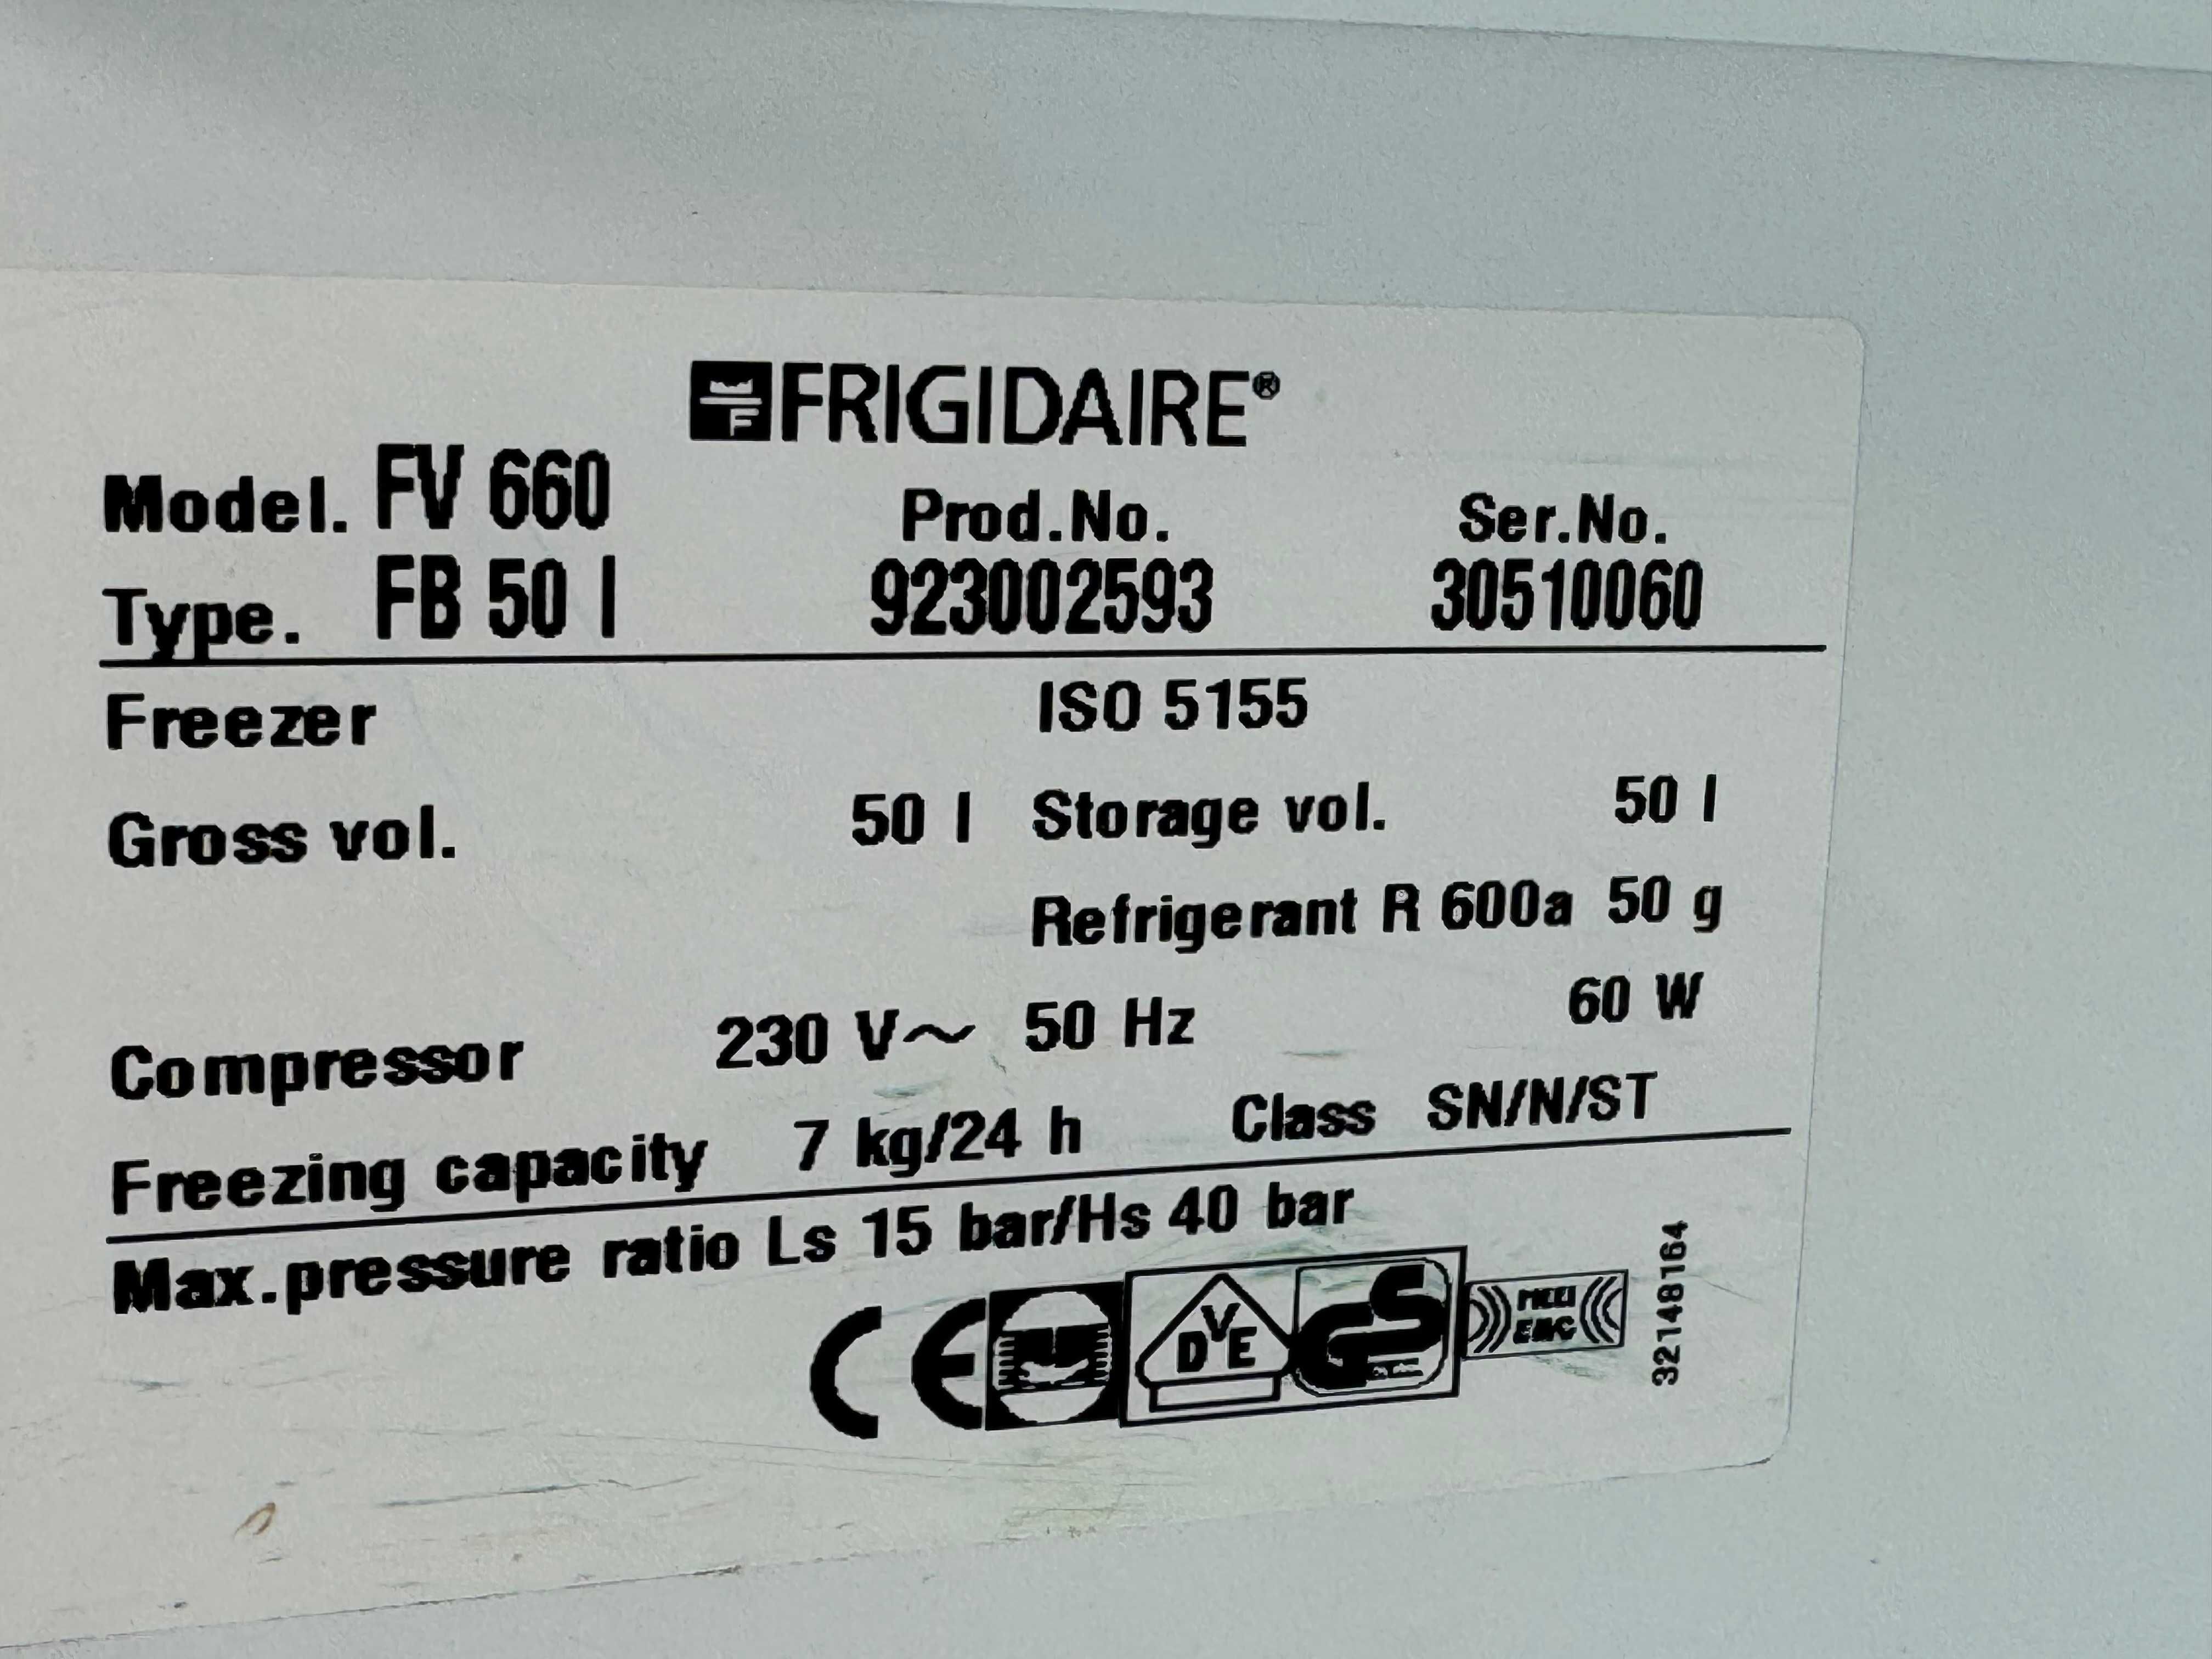 FRIGIDAIRE®
Model. FV 660
Prod.No. Ser.No.
Type. FB 50 l 923002593 30510060
Freezer ISO 5155
Gross vol. 50 l Storage vol. 50 l
Refrigerant R 600a 50 g
Compressor 230 V~ 50 Hz 60 W
Freezing capacity 7 kg/24 h Class SN/N/ST
Max.pressure ratio Ls 15 bar/Hs 40 bar
CE DVE GS EMC
32148164